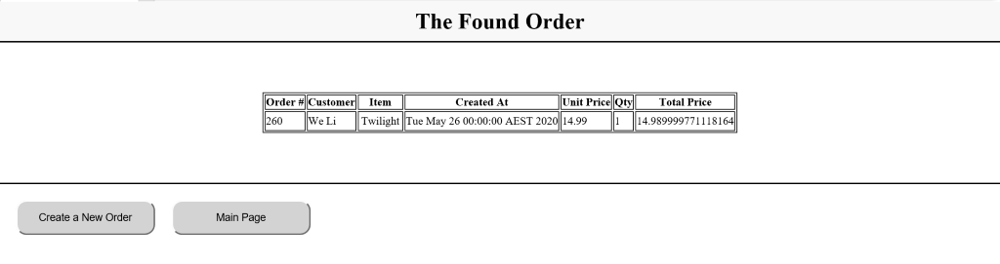 The Found Order
Order # Customer Item Created At Unit Price Qty Total Price
260 We Li Twilight Tue May 26 00:00:00 AEST 2020 14.99 1 14.989999771118164
Create a New Order Main Page